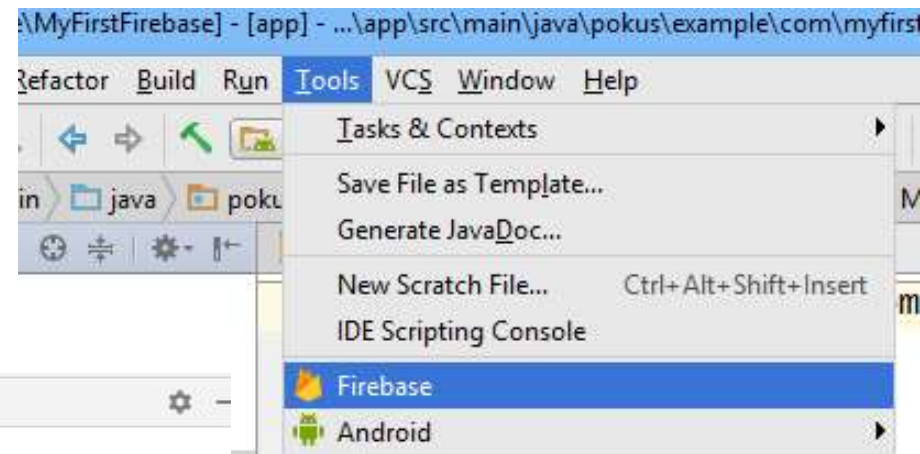 \MyFirstFirebase] - [app] - ...\app\src\main\java\pokus\example\com\myfirst
Refactor Build Run Tools VCS Window Help
Tasks & Contexts
in java poku
Save File as Template...
M
Generate JavaDoc...
New Scratch File... Ctrl+Alt+Shift+Insert
m
IDE Scripting Console
Firebase
Android